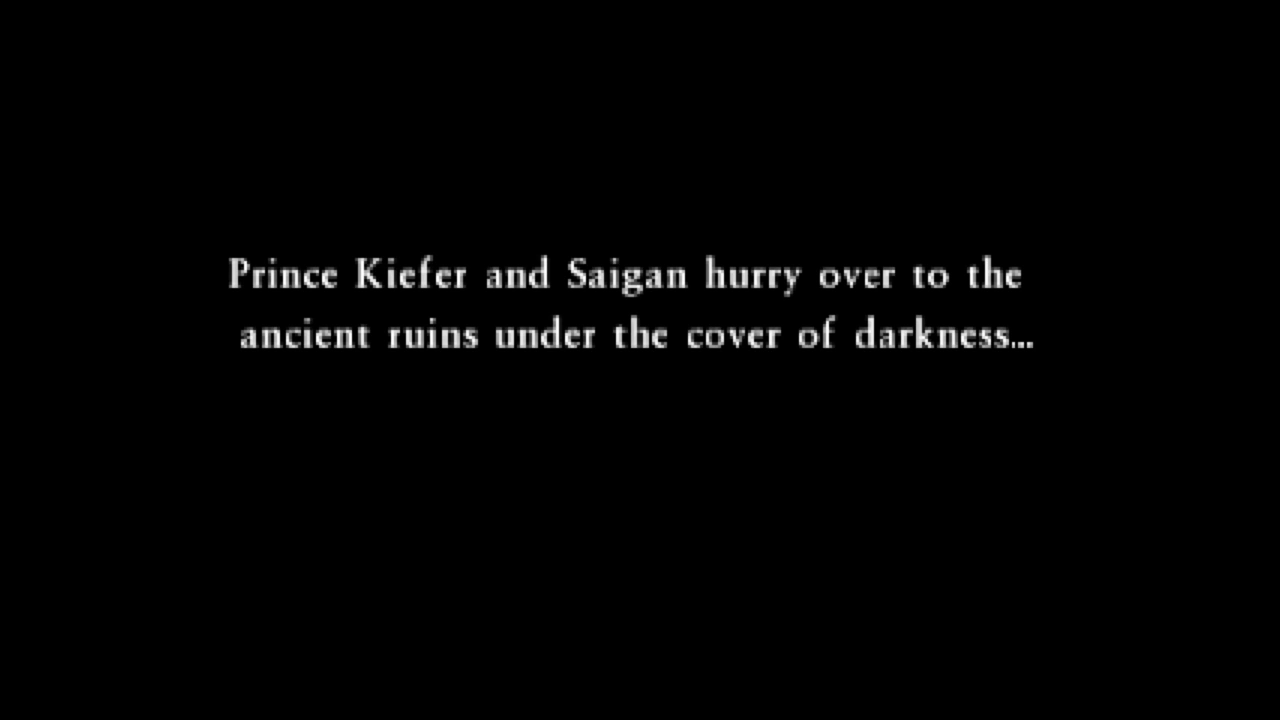 Prince Kiefer and Saigan hurry over to the
ancient ruins under the cover of darkness...